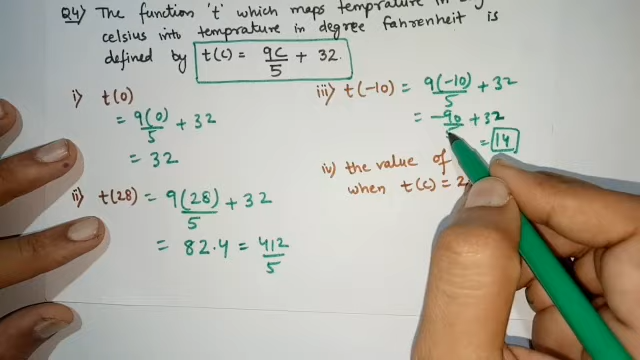 Q4) The function 't' which maps temprature in
celsius into temprature in degree fahrenheit is
defined by t(c) = 9c/5 + 32.
i) t(0)
= 9(0)/5 + 32
= 32
ii) t(28) = 9(28)/5 + 32
= 82.4 = 412/5
iii) t(-10) = 9(-10)/5 + 32
= -90/5 + 32
= 14
iv) the value of
when t(c) = 2